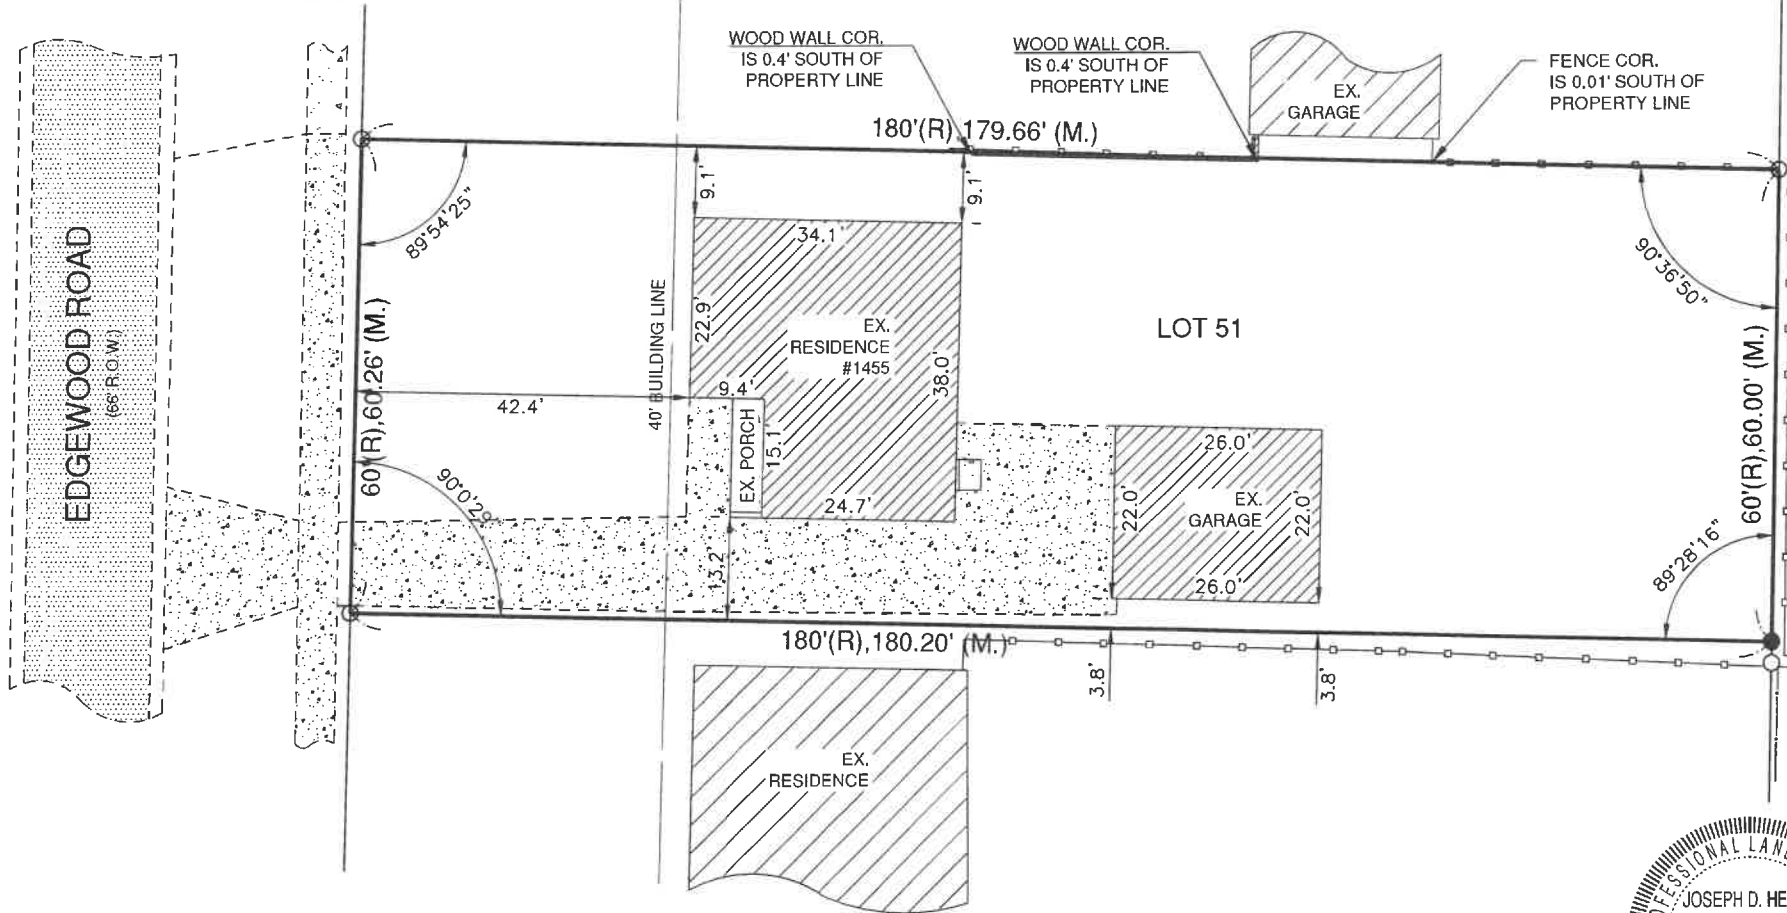 WOOD WALL COR.
IS 0.4' SOUTH OF
PROPERTY LINE
WOOD WALL COR.
IS 0.4' SOUTH OF
PROPERTY LINE
EX.
GARAGE
FENCE COR.
IS 0.01' SOUTH OF
PROPERTY LINE
180'(R) 179.66' (M.)
9.1'
9.1'
89°54'25"
90°36'50"
EDGEWOOD ROAD
(66' R.O.W.)
60'(R),60.26' (M.)
40' BUILDING LINE
34.1'
22.9'
EX.
RESIDENCE
#1455
38.0'
LOT 51
60'(R),60.00' (M.)
42.4'
9.4'
EX. PORCH
15.1'
24.7'
90°0'29"
13.2'
26.0'
22.0'
EX.
GARAGE
22.0'
26.0'
89°28'16"
180'(R),180.20' (M.)
3.8'
3.8'
EX.
RESIDENCE
JOSEPH D. HE